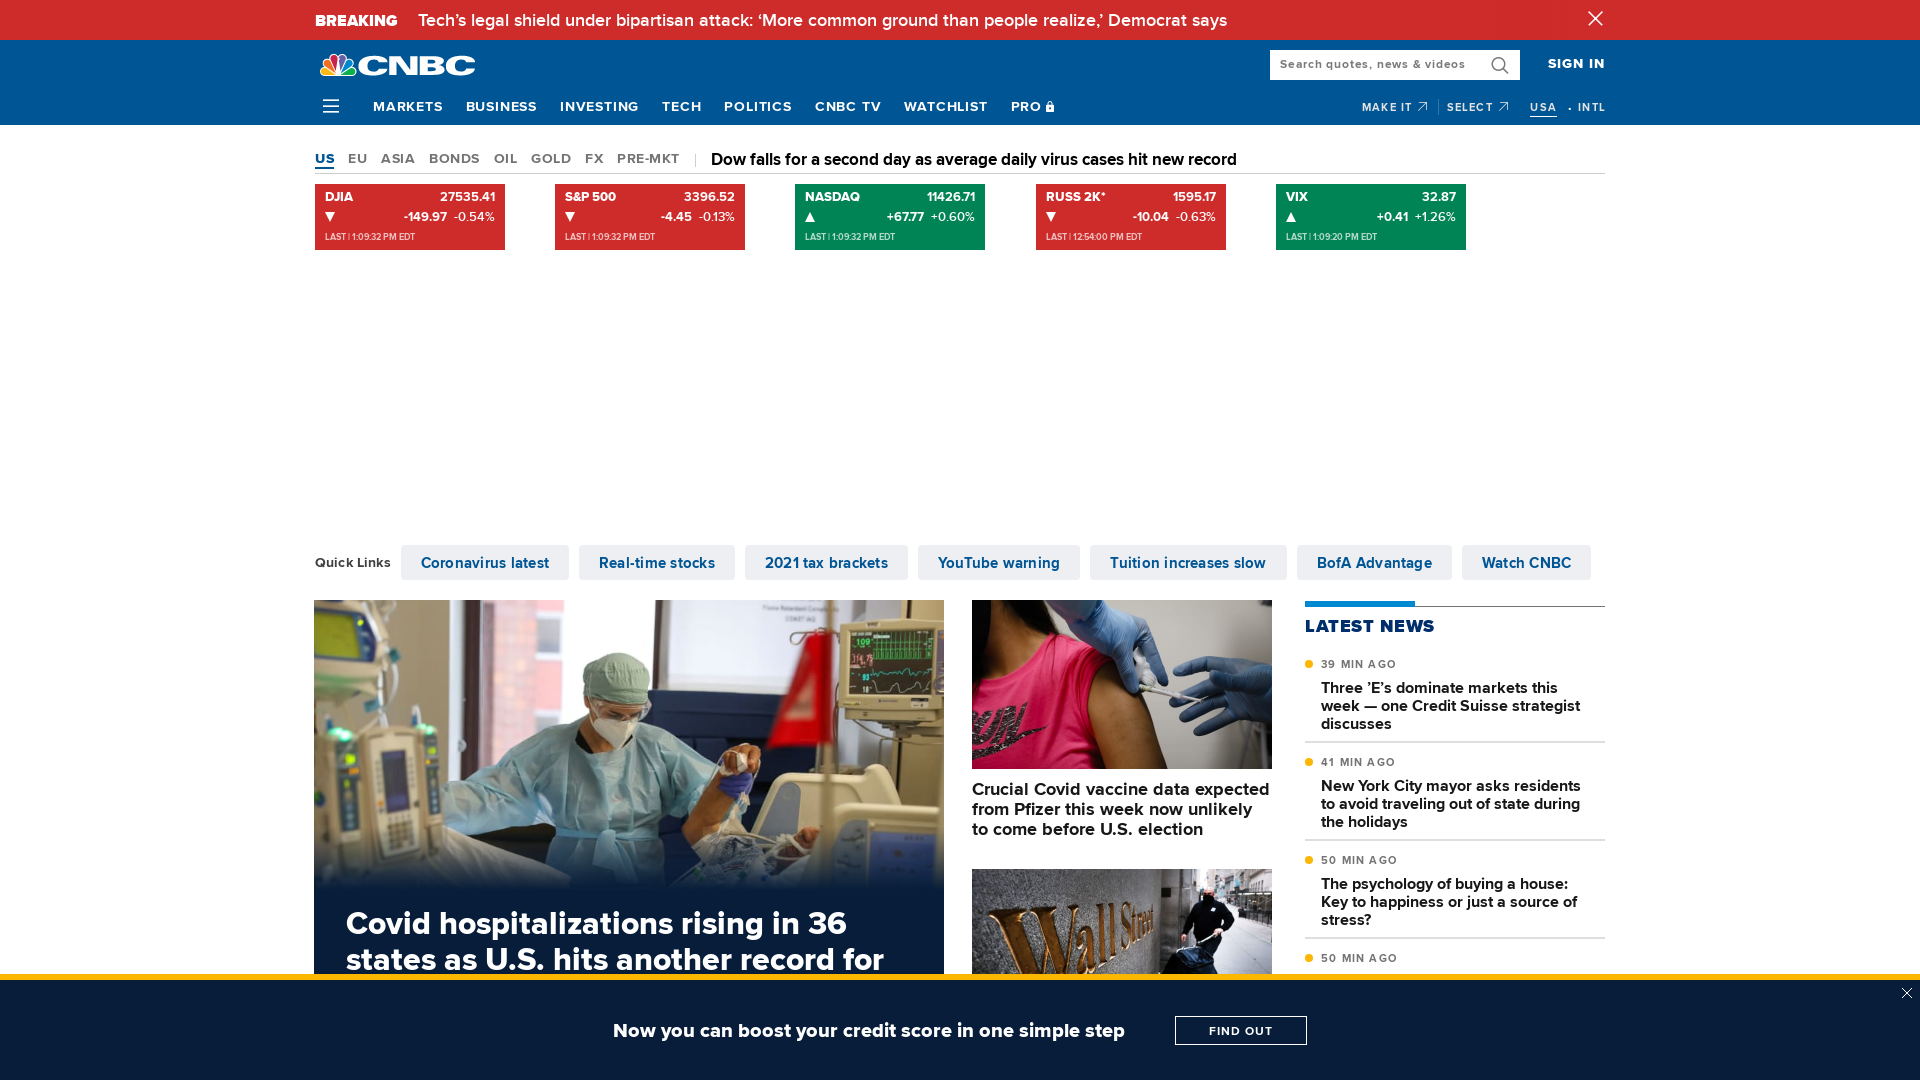 BREAKING Tech’s legal shield under bipartisan attack: ‘More common ground than people realize,’ Democrat says
CNBC
Search quotes, news & videos
SIGN IN
MARKETS BUSINESS INVESTING TECH POLITICS CNBC TV WATCHLIST PRO
MAKE IT SELECT USA • INTL
US EU ASIA BONDS OIL GOLD FX PRE-MKT Dow falls for a second day as average daily virus cases hit new record
DJIA 27535.41
-149.97 -0.54%
LAST | 1:09:32 PM EDT
S&P 500 3396.52
-4.45 -0.13%
LAST | 1:09:32 PM EDT
NASDAQ 11426.71
+67.77 +0.60%
LAST | 1:09:32 PM EDT
RUSS 2K* 1595.17
-10.04 -0.63%
LAST | 12:54:00 PM EDT
VIX 32.87
+0.41 +1.26%
LAST | 1:09:20 PM EDT
Quick Links Coronavirus latest Real-time stocks 2021 tax brackets YouTube warning Tuition increases slow BofA Advantage Watch CNBC
109
93
18
Covid hospitalizations rising in 36
states as U.S. hits another record for
Crucial Covid vaccine data expected
from Pfizer this week now unlikely
to come before U.S. election
Wall Street
LATEST NEWS
39 MIN AGO
Three ’E’s dominate markets this
week — one Credit Suisse strategist
discusses
41 MIN AGO
New York City mayor asks residents
to avoid traveling out of state during
the holidays
50 MIN AGO
The psychology of buying a house:
Key to happiness or just a source of
stress?
50 MIN AGO
Now you can boost your credit score in one simple step
FIND OUT